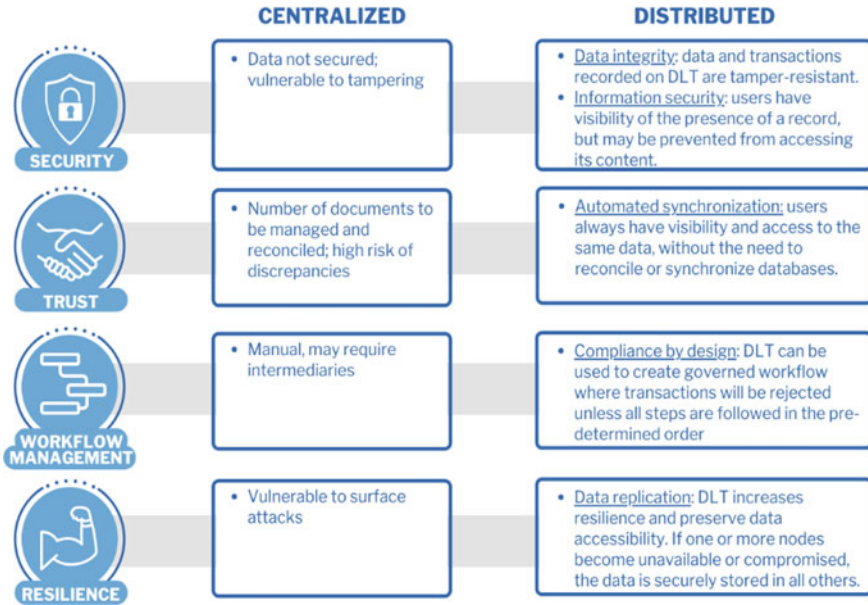 CENTRALIZED
DISTRIBUTED
SECURITY
• Data not secured;
vulnerable to tampering
• Data integrity: data and transactions
recorded on DLT are tamper-resistant.
• Information security: users have
visibility of the presence of a record,
but may be prevented from accessing
its content.
TRUST
• Number of documents to
be managed and
reconciled; high risk of
discrepancies
• Automated synchronization: users
always have visibility and access to the
same data, without the need to
reconcile or synchronize databases.
WORKFLOW
MANAGEMENT
• Manual, may require
intermediaries
• Compliance by design: DLT can be
used to create governed workflow
where transactions will be rejected
unless all steps are followed in the pre-
determined order
RESILIENCE
• Vulnerable to surface
attacks
• Data replication: DLT increases
resilience and preserve data
accessibility. If one or more nodes
become unavailable or compromised,
the data is securely stored in all others.